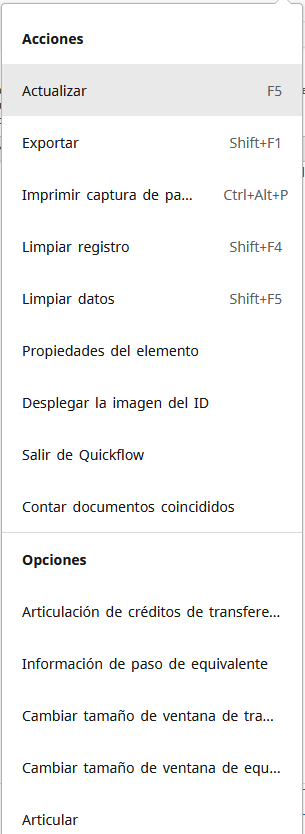 Acciones
Actualizar F5
Exportar Shift+F1
Imprimir captura de pa... Ctrl+Alt+P
Limpiar registro Shift+F4
Limpiar datos Shift+F5
Propiedades del elemento
Desplegar la imagen del ID
Salir de Quickflow
Contar documentos coincididos
Opciones
Articulación de créditos de transfere...
Información de paso de equivalente
Cambiar tamaño de ventana de tra...
Cambiar tamaño de ventana de equ...
Articular